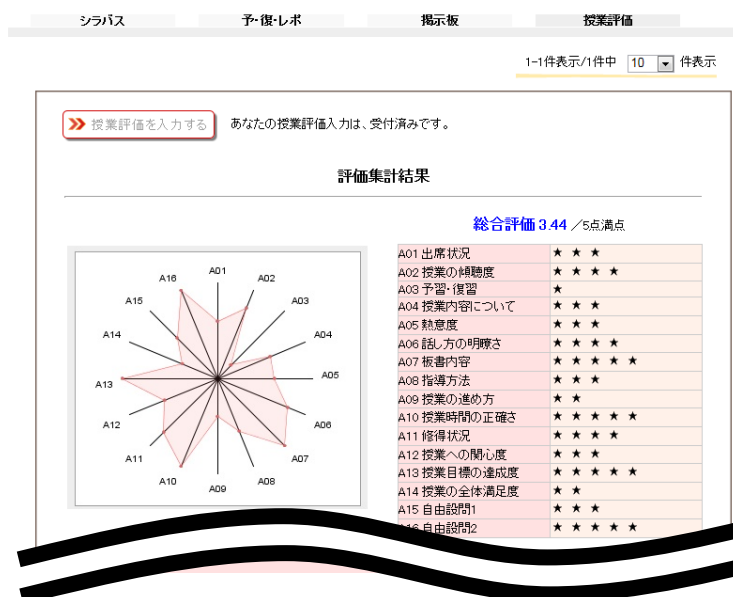 シラバス 予・復・レポ 掲示板 授業評価
1-1件表示/1件中 10 件表示
授業評価を入力する あなたの授業評価入力は、受付済みです。
評価集計結果
総合評価 3.44 /5点満点
A01 出席状況 ★ ★ ★
A02 授業の傾聴度 ★ ★ ★ ★
A03 予習・復習 ★
A04 授業内容について ★ ★ ★
A05 熱意度 ★ ★ ★
A06 話し方の明瞭さ ★ ★ ★ ★
A07 板書内容 ★ ★ ★ ★ ★
A08 指導方法 ★ ★ ★
A09 授業の進め方 ★ ★
A10 授業時間の正確さ ★ ★ ★ ★ ★
A11 修得状況 ★ ★ ★ ★
A12 授業への関心度 ★ ★ ★
A13 授業目標の達成度 ★ ★ ★ ★ ★
A14 授業の全体満足度 ★ ★
A15 自由設問1 ★ ★ ★
A16 自由設問2 ★ ★ ★ ★ ★
A01
A02
A03
A04
A05
A06
A07
A08
A09
A10
A11
A12
A13
A14
A15
A16